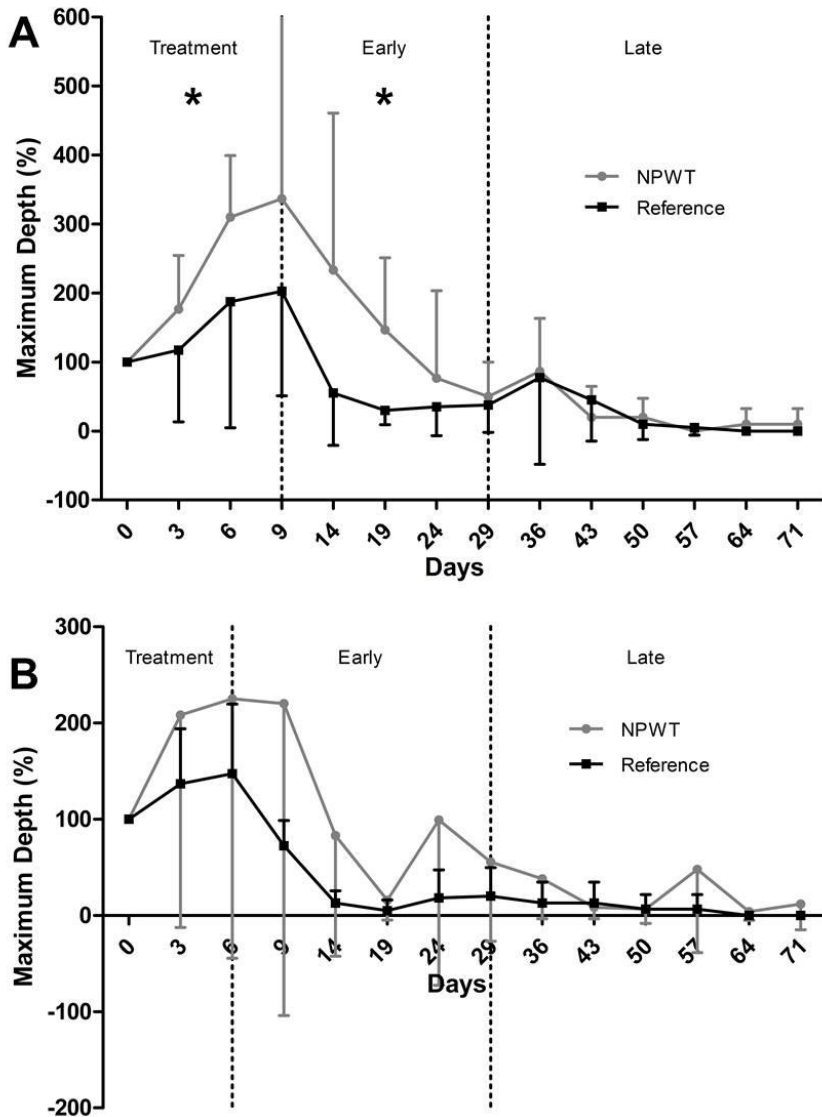 A
600
Treatment
Early
Late
500
*
*
400
NPWT
Reference
300
200
100
0
-100
Maximum Depth (%)
0 3 6 9 14 19 24 29 36 43 50 57 64 71
Days
B
300
Treatment
Early
Late
200
NPWT
Reference
100
0
-100
-200
Maximum Depth (%)
0 3 6 9 14 19 24 29 36 43 50 57 64 71
Days